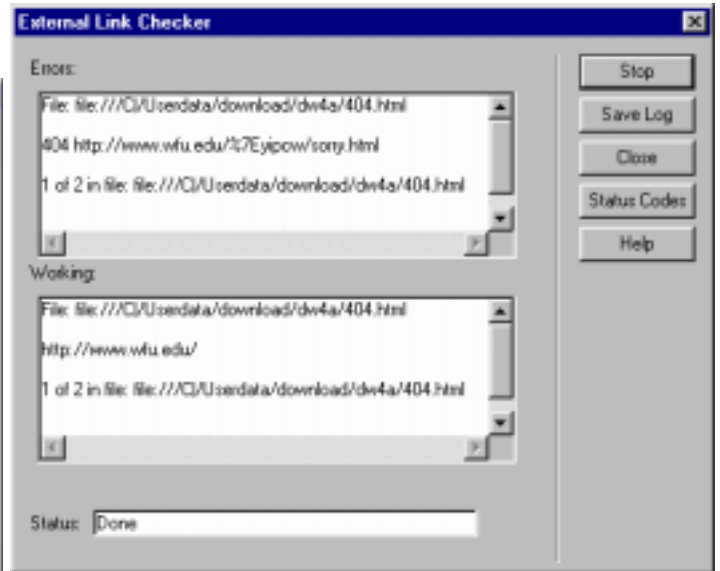 External Link Checker
Errors:
File: file:///C|/Userdata/download/dw4a/404.html
404 http://www.wfu.edu/%7Eyipcw/sorry.html
1 of 2 in file: file:///C|/Userdata/download/dw4a/404.html
Working:
File: file:///C|/Userdata/download/dw4a/404.html
http://www.wfu.edu/
1 of 2 in file: file:///C|/Userdata/download/dw4a/404.html
Status: Done
Stop
Save Log
Close
Status Codes
Help